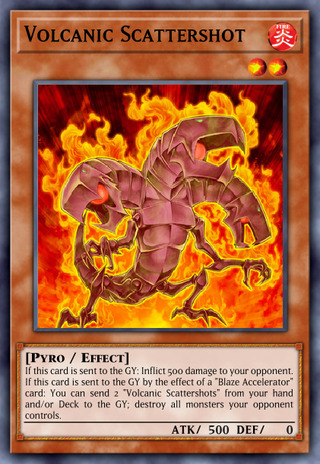 Volcanic Scattershot
FIRE
炎
[Pyro / Effect]
If this card is sent to the GY: Inflict 500 damage to your opponent.
If this card is sent to the GY by the effect of a "Blaze Accelerator"
card: You can send 2 "Volcanic Scattershots" from your hand
and/or Deck to the GY; destroy all monsters your opponent
controls.
ATK/ 500 DEF/ 0